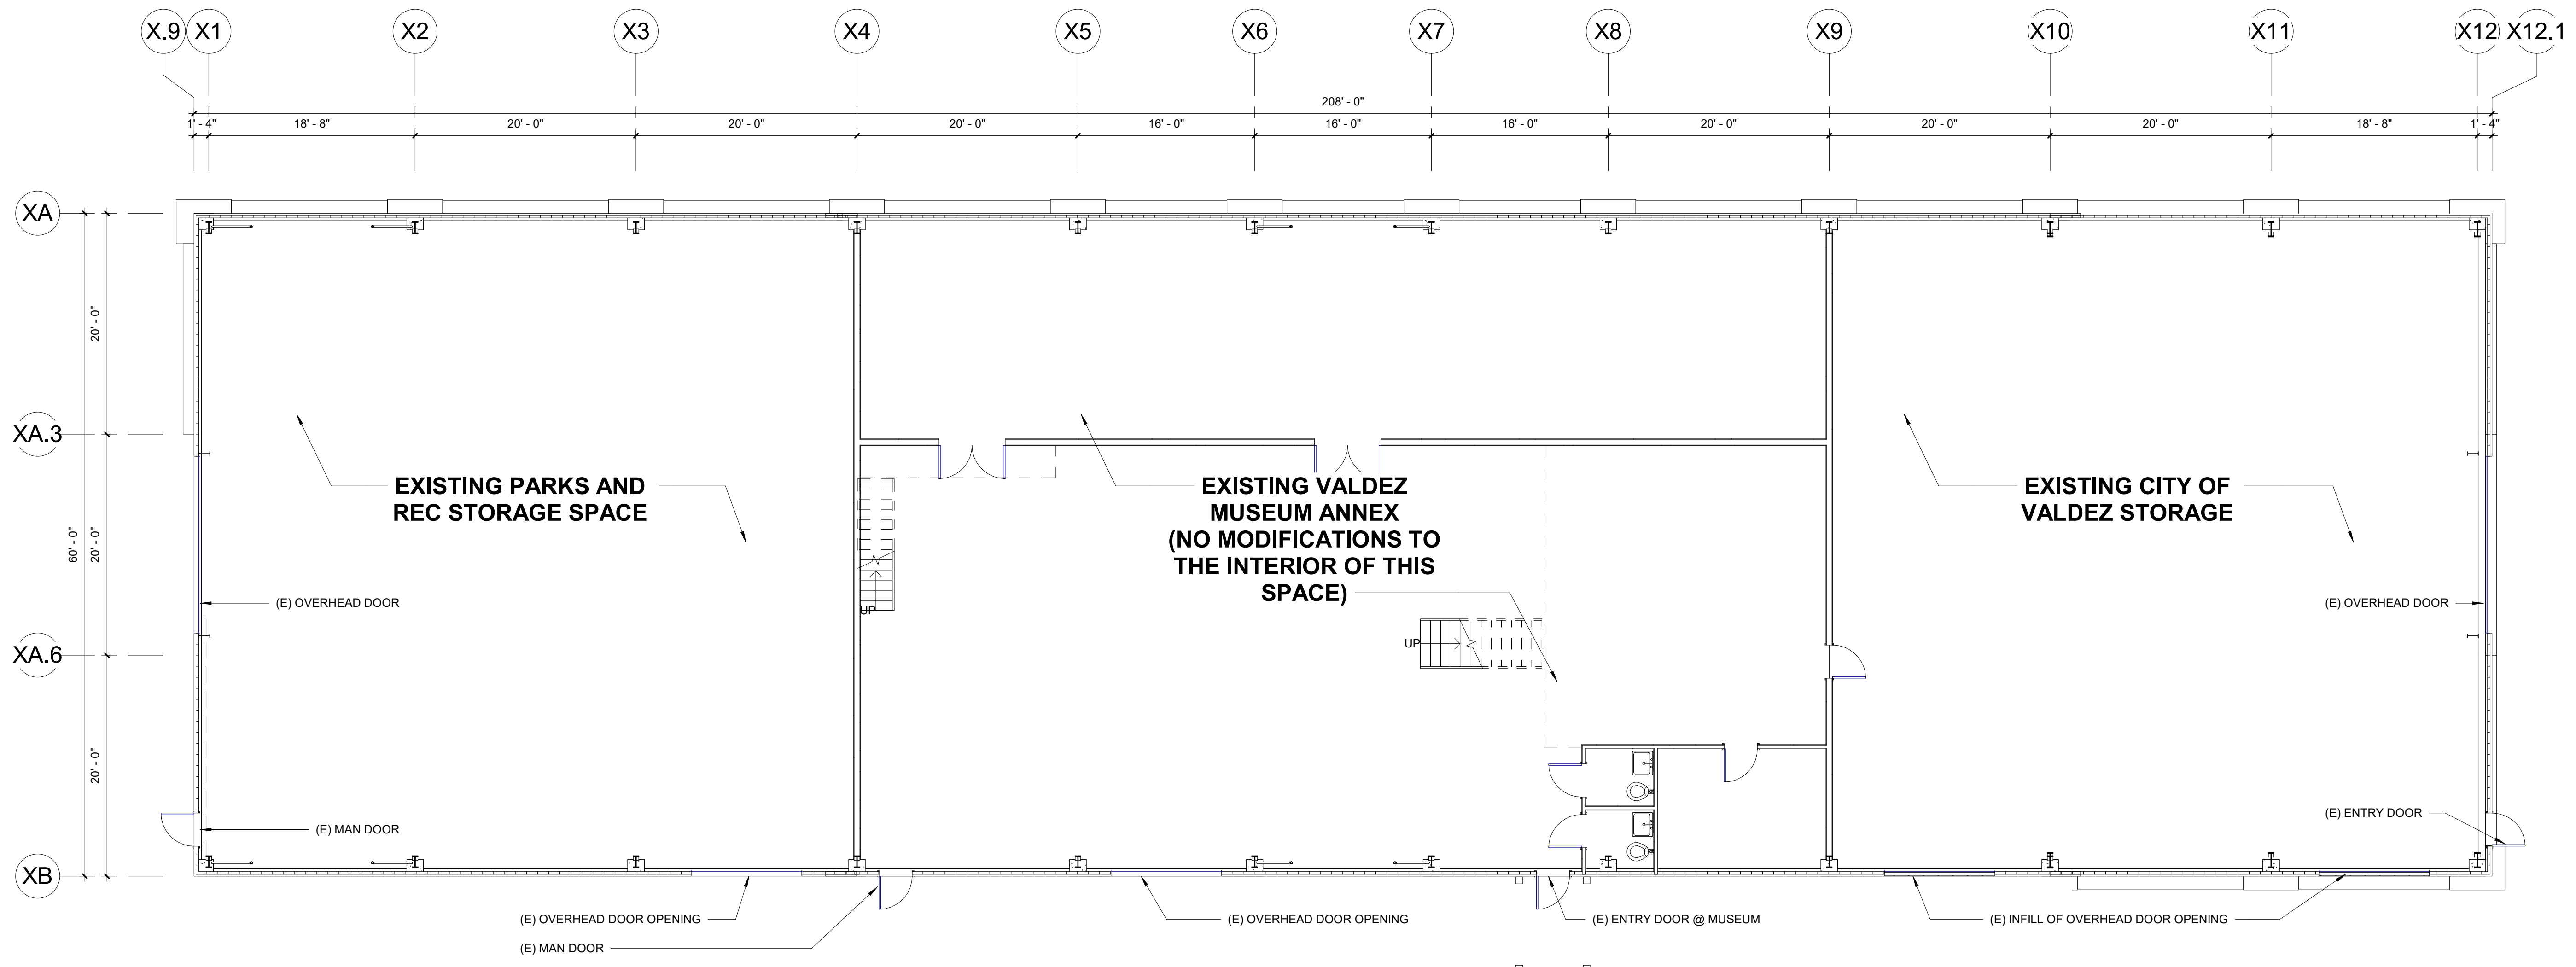 X.9 X1 X2 X3 X4 X5 X6 X7 X8 X9 X10 X11 X12 X12.1
208' - 0"
1' - 4" 18' - 8" 20' - 0" 20' - 0" 20' - 0" 16' - 0" 16' - 0" 16' - 0" 20' - 0" 20' - 0" 20' - 0" 18' - 8" 1' - 4"
XA
20' - 0"
XA.3
EXISTING PARKS AND
REC STORAGE SPACE
EXISTING VALDEZ
MUSEUM ANNEX
(NO MODIFICATIONS TO
THE INTERIOR OF THIS
SPACE)
EXISTING CITY OF
VALDEZ STORAGE
60' - 0"
20' - 0"
(E) OVERHEAD DOOR
UP
(E) OVERHEAD DOOR
UP
XA.6
20' - 0"
(E) MAN DOOR
(E) ENTRY DOOR
XB
(E) OVERHEAD DOOR OPENING
(E) OVERHEAD DOOR OPENING
(E) ENTRY DOOR @ MUSEUM
(E) INFILL OF OVERHEAD DOOR OPENING
(E) MAN DOOR